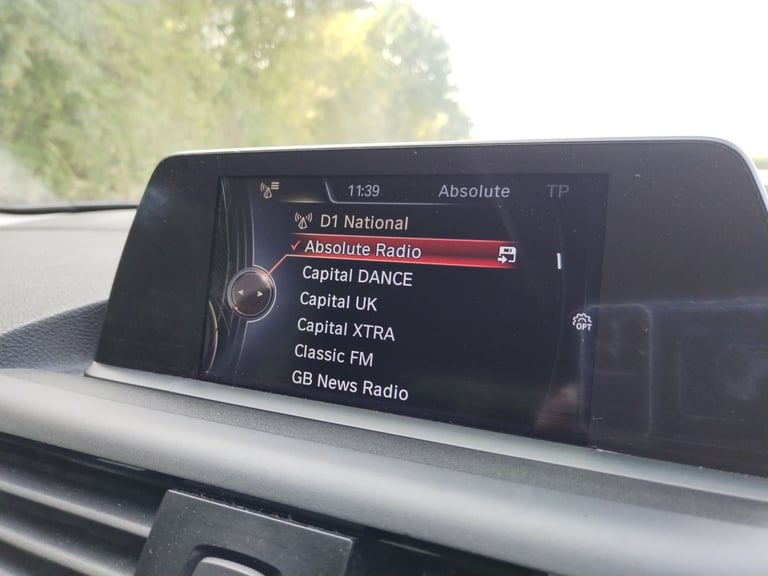 11:39 Absolute TP
D1 National
Absolute Radio
Capital DANCE
Capital UK
Capital XTRA
Classic FM
GB News Radio
OPT